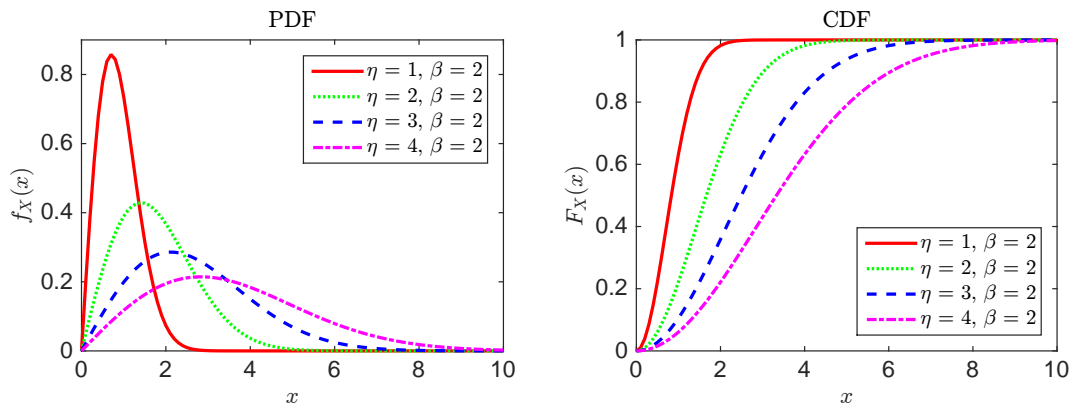 PDF
0.8
0.6
0.4
0.2
0
0 2 4 6 8 10
x
f_X(x)
η = 1, β = 2
η = 2, β = 2
η = 3, β = 2
η = 4, β = 2
CDF
1
0.8
0.6
0.4
0.2
0
0 2 4 6 8 10
x
F_X(x)
η = 1, β = 2
η = 2, β = 2
η = 3, β = 2
η = 4, β = 2